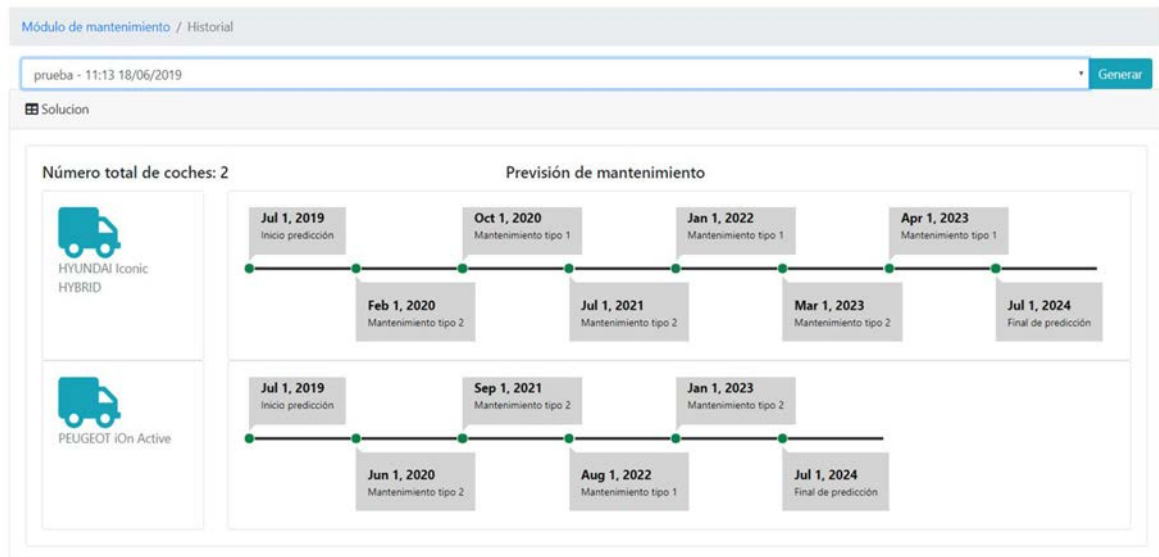 Módulo de mantenimiento / Historial
prueba - 11:13 18/06/2019
Generar
Solucion
Número total de coches: 2
Previsión de mantenimiento
HYUNDAI Iconic
HYBRID
Jul 1, 2019
Inicio predicción
Oct 1, 2020
Mantenimiento tipo 1
Jan 1, 2022
Mantenimiento tipo 1
Apr 1, 2023
Mantenimiento tipo 1
Feb 1, 2020
Mantenimiento tipo 2
Jul 1, 2021
Mantenimiento tipo 2
Mar 1, 2023
Mantenimiento tipo 2
Jul 1, 2024
Final de predicción
PEUGEOT iOn Active
Jul 1, 2019
Inicio predicción
Sep 1, 2021
Mantenimiento tipo 2
Jan 1, 2023
Mantenimiento tipo 2
Jun 1, 2020
Mantenimiento tipo 2
Aug 1, 2022
Mantenimiento tipo 1
Jul 1, 2024
Final de predicción